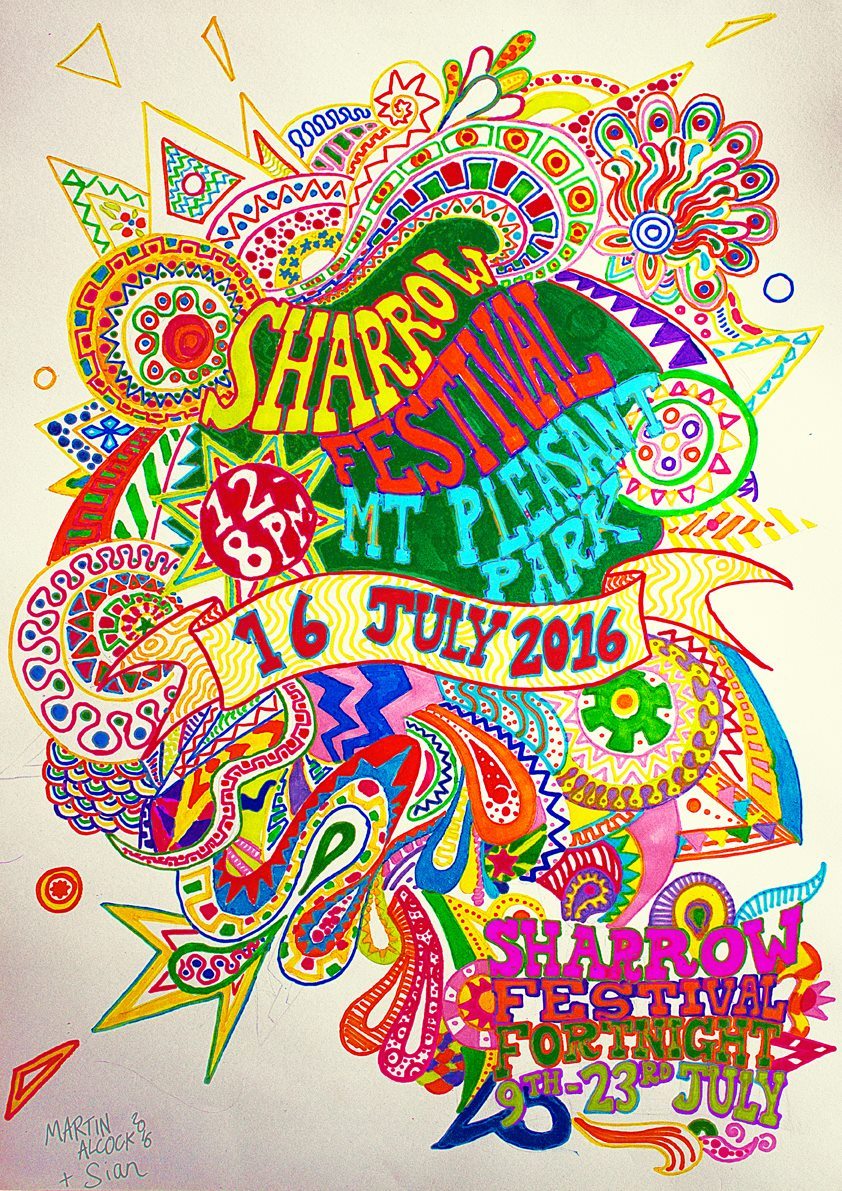 SHARROW
FESTIVAL
MT PLEASANT
PARK
12-
8PM
16 JULY 2016
SHARROW
FESTIVAL
FORTNIGHT
9TH-23RD JULY
MARTIN
ALCOCK 2016
+ Sian